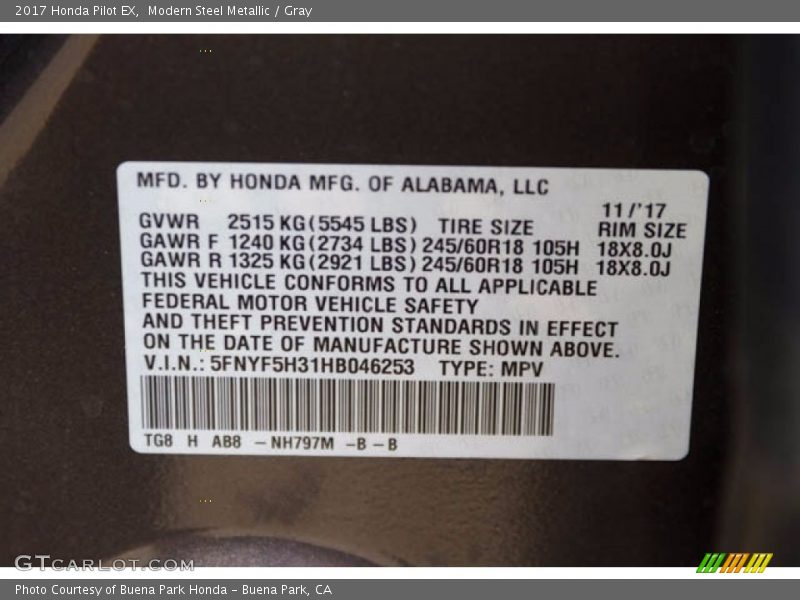 2017 Honda Pilot EX, Modern Steel Metallic / Gray
MFD. BY HONDA MFG. OF ALABAMA, LLC
11/'17
GVWR 2515 KG(5545 LBS) TIRE SIZE RIM SIZE
GAWR F 1240 KG(2734 LBS) 245/60R18 105H 18X8.0J
GAWR R 1325 KG(2921 LBS) 245/60R18 105H 18X8.0J
THIS VEHICLE CONFORMS TO ALL APPLICABLE
FEDERAL MOTOR VEHICLE SAFETY
AND THEFT PREVENTION STANDARDS IN EFFECT
ON THE DATE OF MANUFACTURE SHOWN ABOVE.
V.I.N.: 5FNYF5H31HB046253 TYPE: MPV
TG8 H AB8 -NH797M -B-B
GTCARLOT.COM
Photo Courtesy of Buena Park Honda - Buena Park, CA